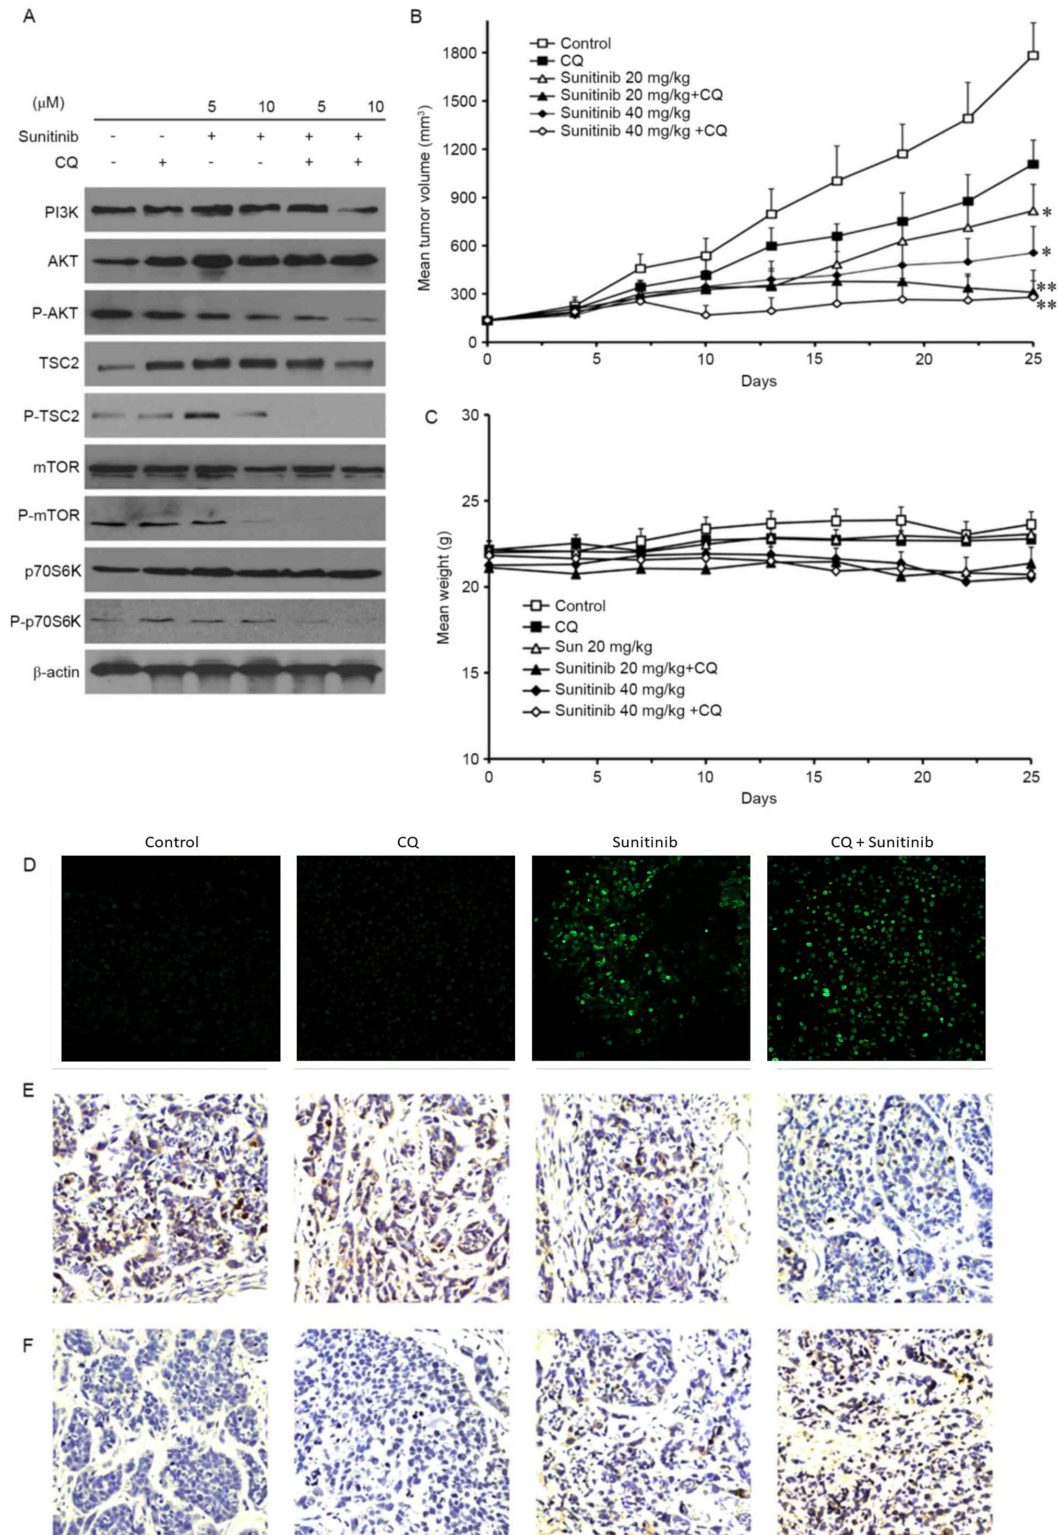 A
(μM)
5 10 5 10
Sunitinib - - + + + +
CQ - + - - + +
PI3K
AKT
P-AKT
TSC2
P-TSC2
mTOR
P-mTOR
p70S6K
P-p70S6K
β-actin
B
Mean tumor volume (mm³)
1800
1500
1200
900
600
300
0
Control
CQ
Sunitinib 20 mg/kg
Sunitinib 20 mg/kg+CQ
Sunitinib 40 mg/kg
Sunitinib 40 mg/kg +CQ
*
*
**
**
0 5 10 15 20 25
Days
C
Mean weight (g)
30
25
20
15
10
Control
CQ
Sun 20 mg/kg
Sunitinib 20 mg/kg+CQ
Sunitinib 40 mg/kg
Sunitinib 40 mg/kg +CQ
0 5 10 15 20 25
Days
Control CQ Sunitinib CQ + Sunitinib
D
E
F